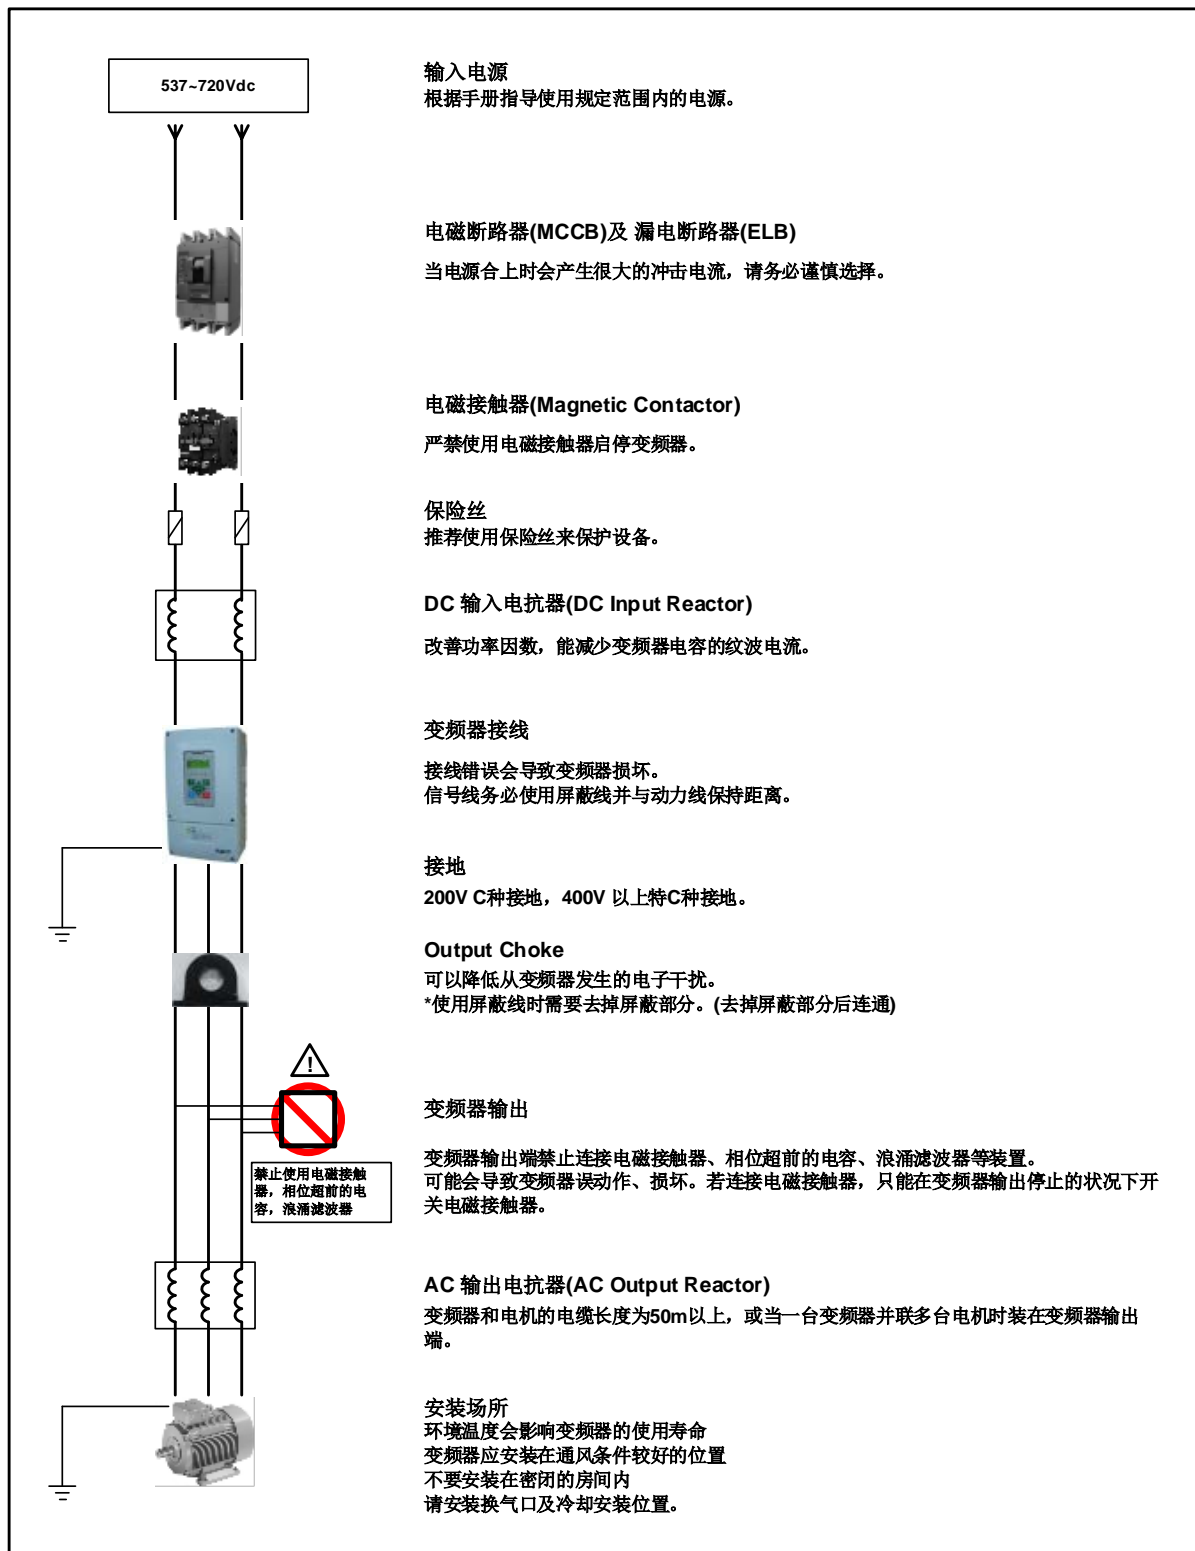 537~720Vdc
输入电源
根据手册指导使用规定范围内的电源。
电磁断路器(MCCB)及 漏电断路器(ELB)
当电源合上时会产生很大的冲击电流，请务必谨慎选择。
电磁接触器(Magnetic Contactor)
严禁使用电磁接触器启停变频器。
保险丝
推荐使用保险丝来保护设备。
DC 输入电抗器(DC Input Reactor)
改善功率因数，能减少变频器电容的纹波电流。
变频器接线
接线错误会导致变频器损坏。
信号线务必使用屏蔽线并与动力线保持距离。
接地
200V C种接地，400V 以上特C种接地。
Output Choke
可以降低从变频器发生的电子干扰。
*使用屏蔽线时需要去掉屏蔽部分。(去掉屏蔽部分后连通)
!
变频器输出
变频器输出端禁止连接电磁接触器、相位超前的电容、浪涌滤波器等装置。
可能会导致变频器误动作、损坏。若连接电磁接触器，只能在变频器输出停止的状况下开
关电磁接触器。
禁止使用电磁接触
器，相位超前的电
容，浪涌滤波器
AC 输出电抗器(AC Output Reactor)
变频器和电机的电缆长度为50m以上，或当一台变频器并联多台电机时装在变频器输出
端。
安装场所
环境温度会影响变频器的使用寿命
变频器应安装在通风条件较好的位置
不要安装在密闭的房间内
请安装换气口及冷却安装位置。